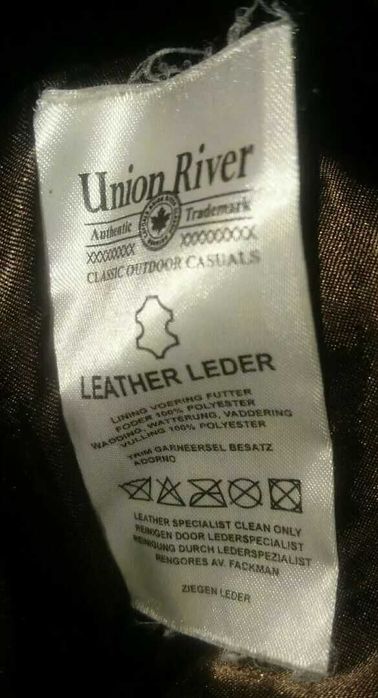 Union River
Authentic Trademark
XXXXXXXXX XXXXXXXXXX
CLASSIC OUTDOOR CASUALS
LEATHER LEDER
LINING VOERING FUTTER
FODER 100% POLYESTER
WADDING, WATTERUNG, VADDERING
VULLING 100% POLYESTER
TRIM GARNEERSEL BESATZ
ADORNO
LEATHER SPECIALIST CLEAN ONLY
REINIGEN DOOR LEDERSPECIALIST
REINIGUNG DURCH LEDERSPEZIALIST
RENGORES AV. FACKMAN
ZIEGEN LEDER